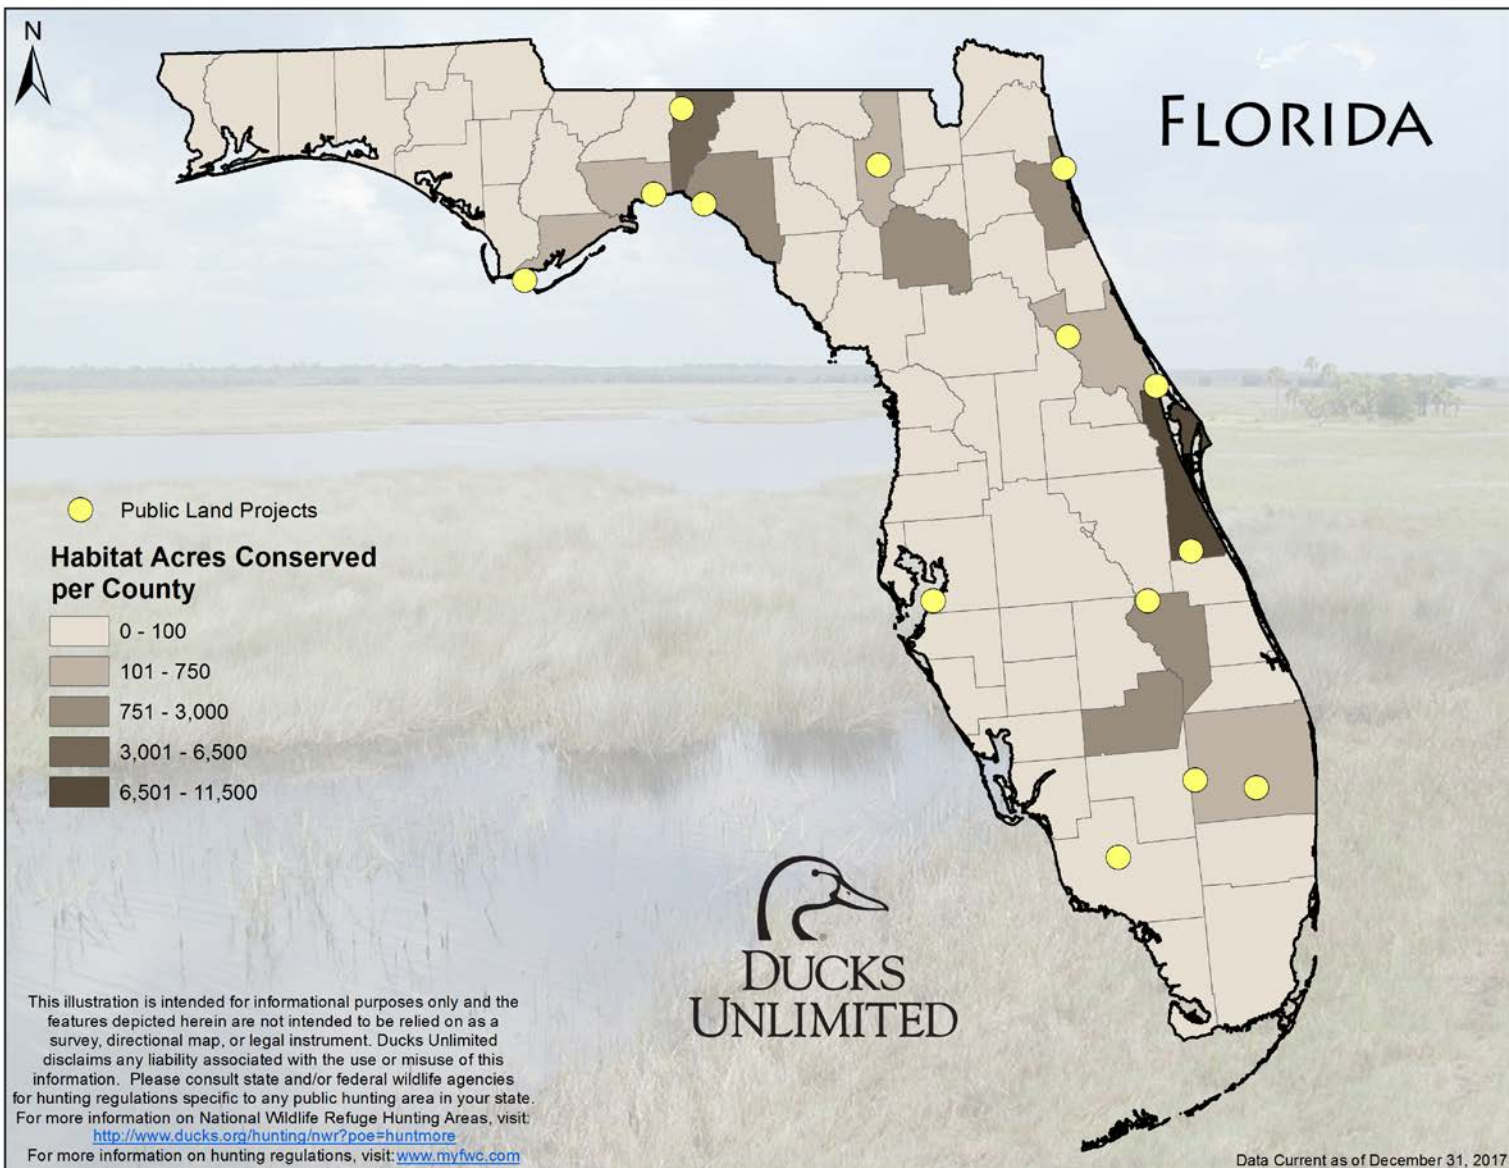 N
FLORIDA
Public Land Projects
Habitat Acres Conserved
per County
0 - 100
101 - 750
751 - 3,000
3,001 - 6,500
6,501 - 11,500
DUCKS
UNLIMITED
This illustration is intended for informational purposes only and the
features depicted herein are not intended to be relied on as a
survey, directional map, or legal instrument. Ducks Unlimited
disclaims any liability associated with the use or misuse of this
information. Please consult state and/or federal wildlife agencies
for hunting regulations specific to any public hunting area in your state.
For more information on National Wildlife Refuge Hunting Areas, visit:
http://www.ducks.org/hunting/nwr?poe=huntmore
For more information on hunting regulations, visit: www.myfwc.com
Data Current as of December 31, 2017